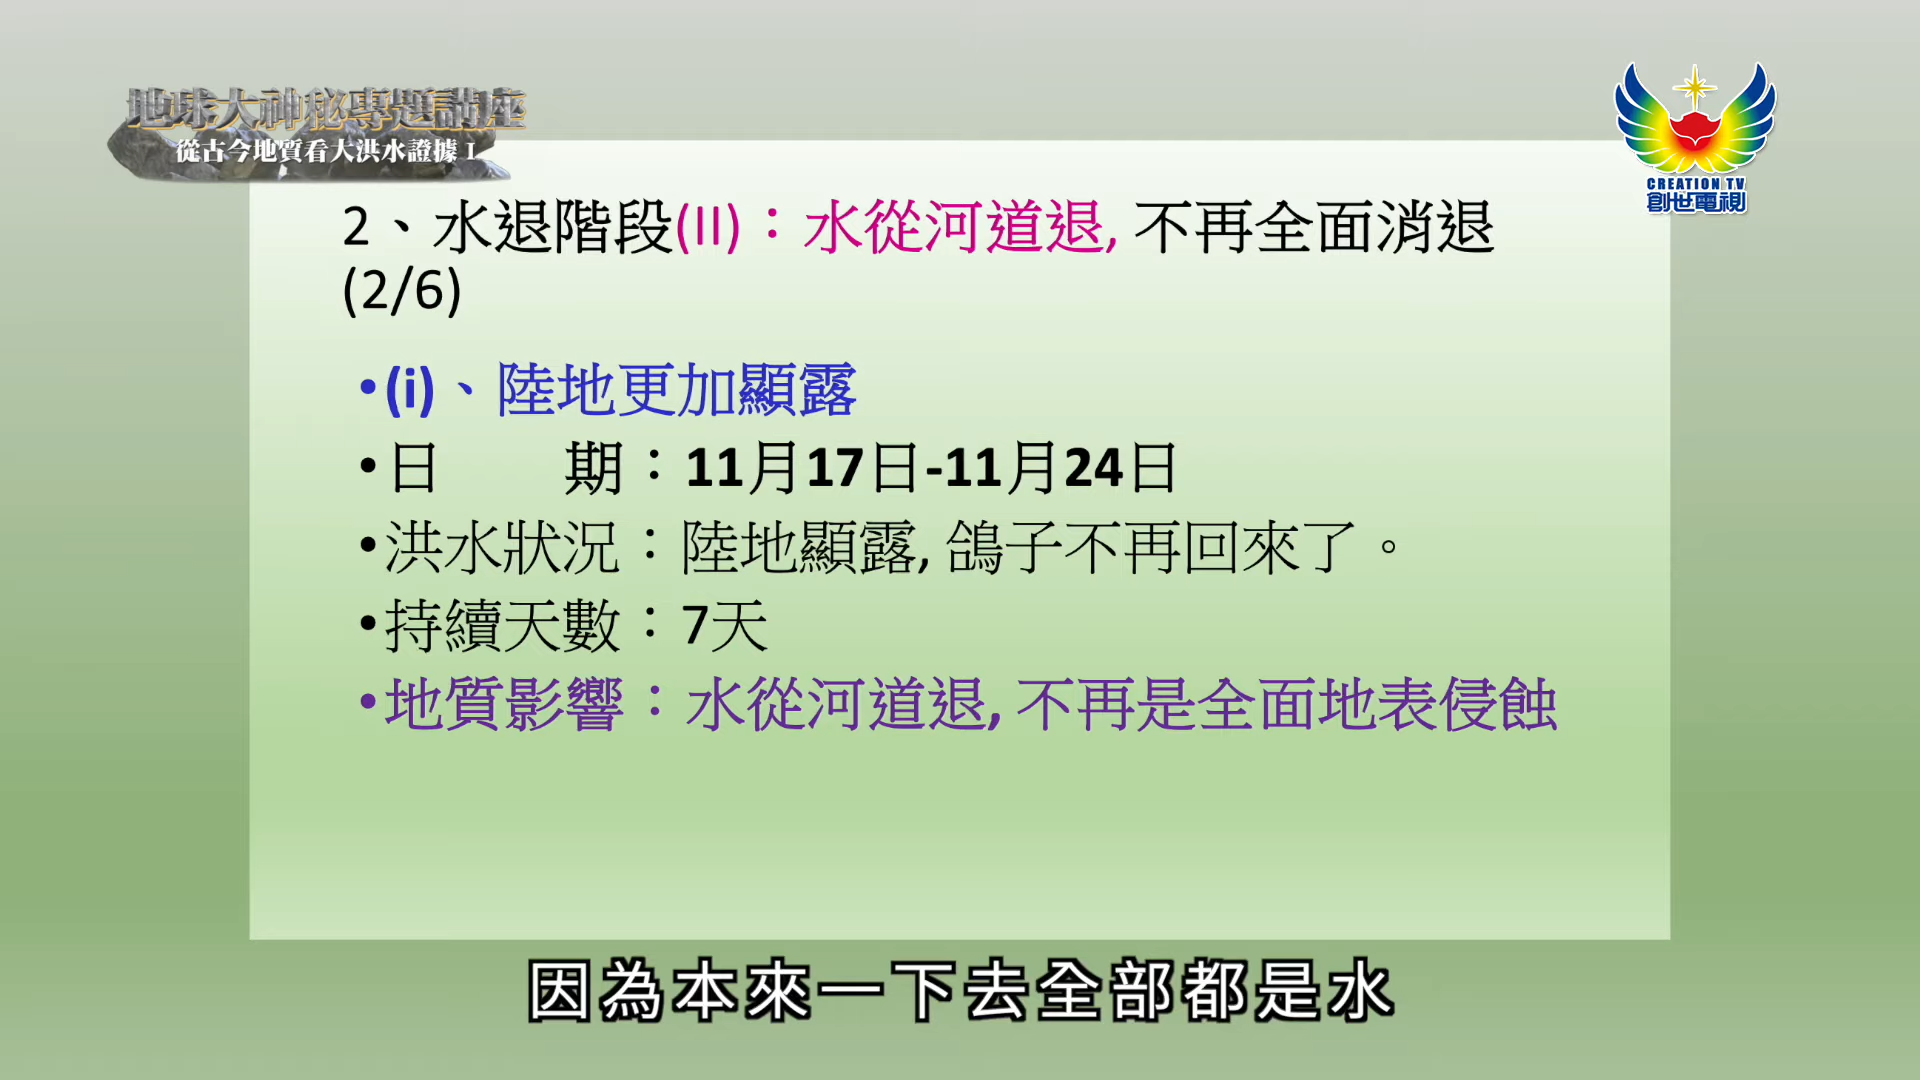 地球大神秘專題講座
從古今地質看大洪水證據 I
CREATION TV
創世電視
2、水退階段(II)：水從河道退, 不再全面消退
(2/6)
•(i)、陸地更加顯露
•日　　期：11月17日-11月24日
•洪水狀況：陸地顯露, 鴿子不再回來了。
•持續天數：7天
•地質影響：水從河道退, 不再是全面地表侵蝕
因為本來一下去全部都是水